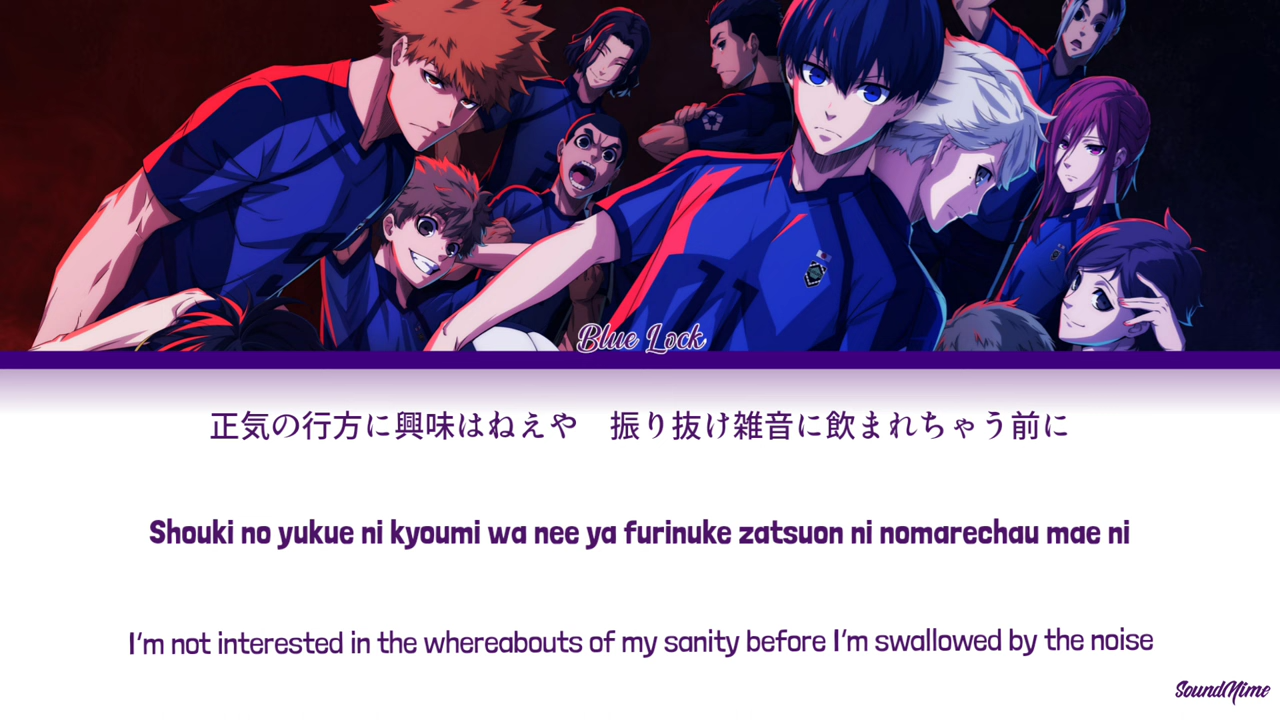 Blue Lock
正気の行方に興味はねえや　振り抜け雑音に飲まれちゃう前に
Shouki no yukue ni kyoumi wa nee ya furinuke zatsuon ni nomarechau mae ni
I'm not interested in the whereabouts of my sanity before I'm swallowed by the noise
SoundNime